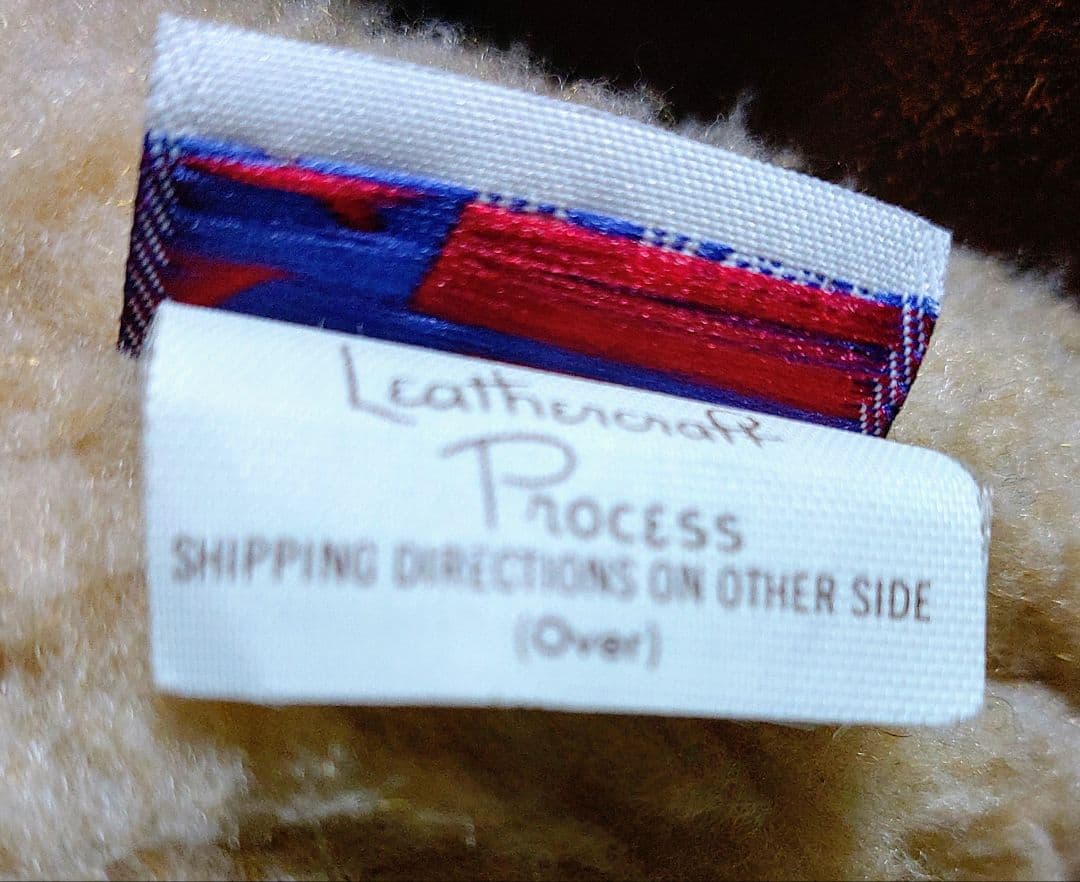 Leathercraft
Process
SHIPPING DIRECTIONS ON OTHER SIDE
(Over)